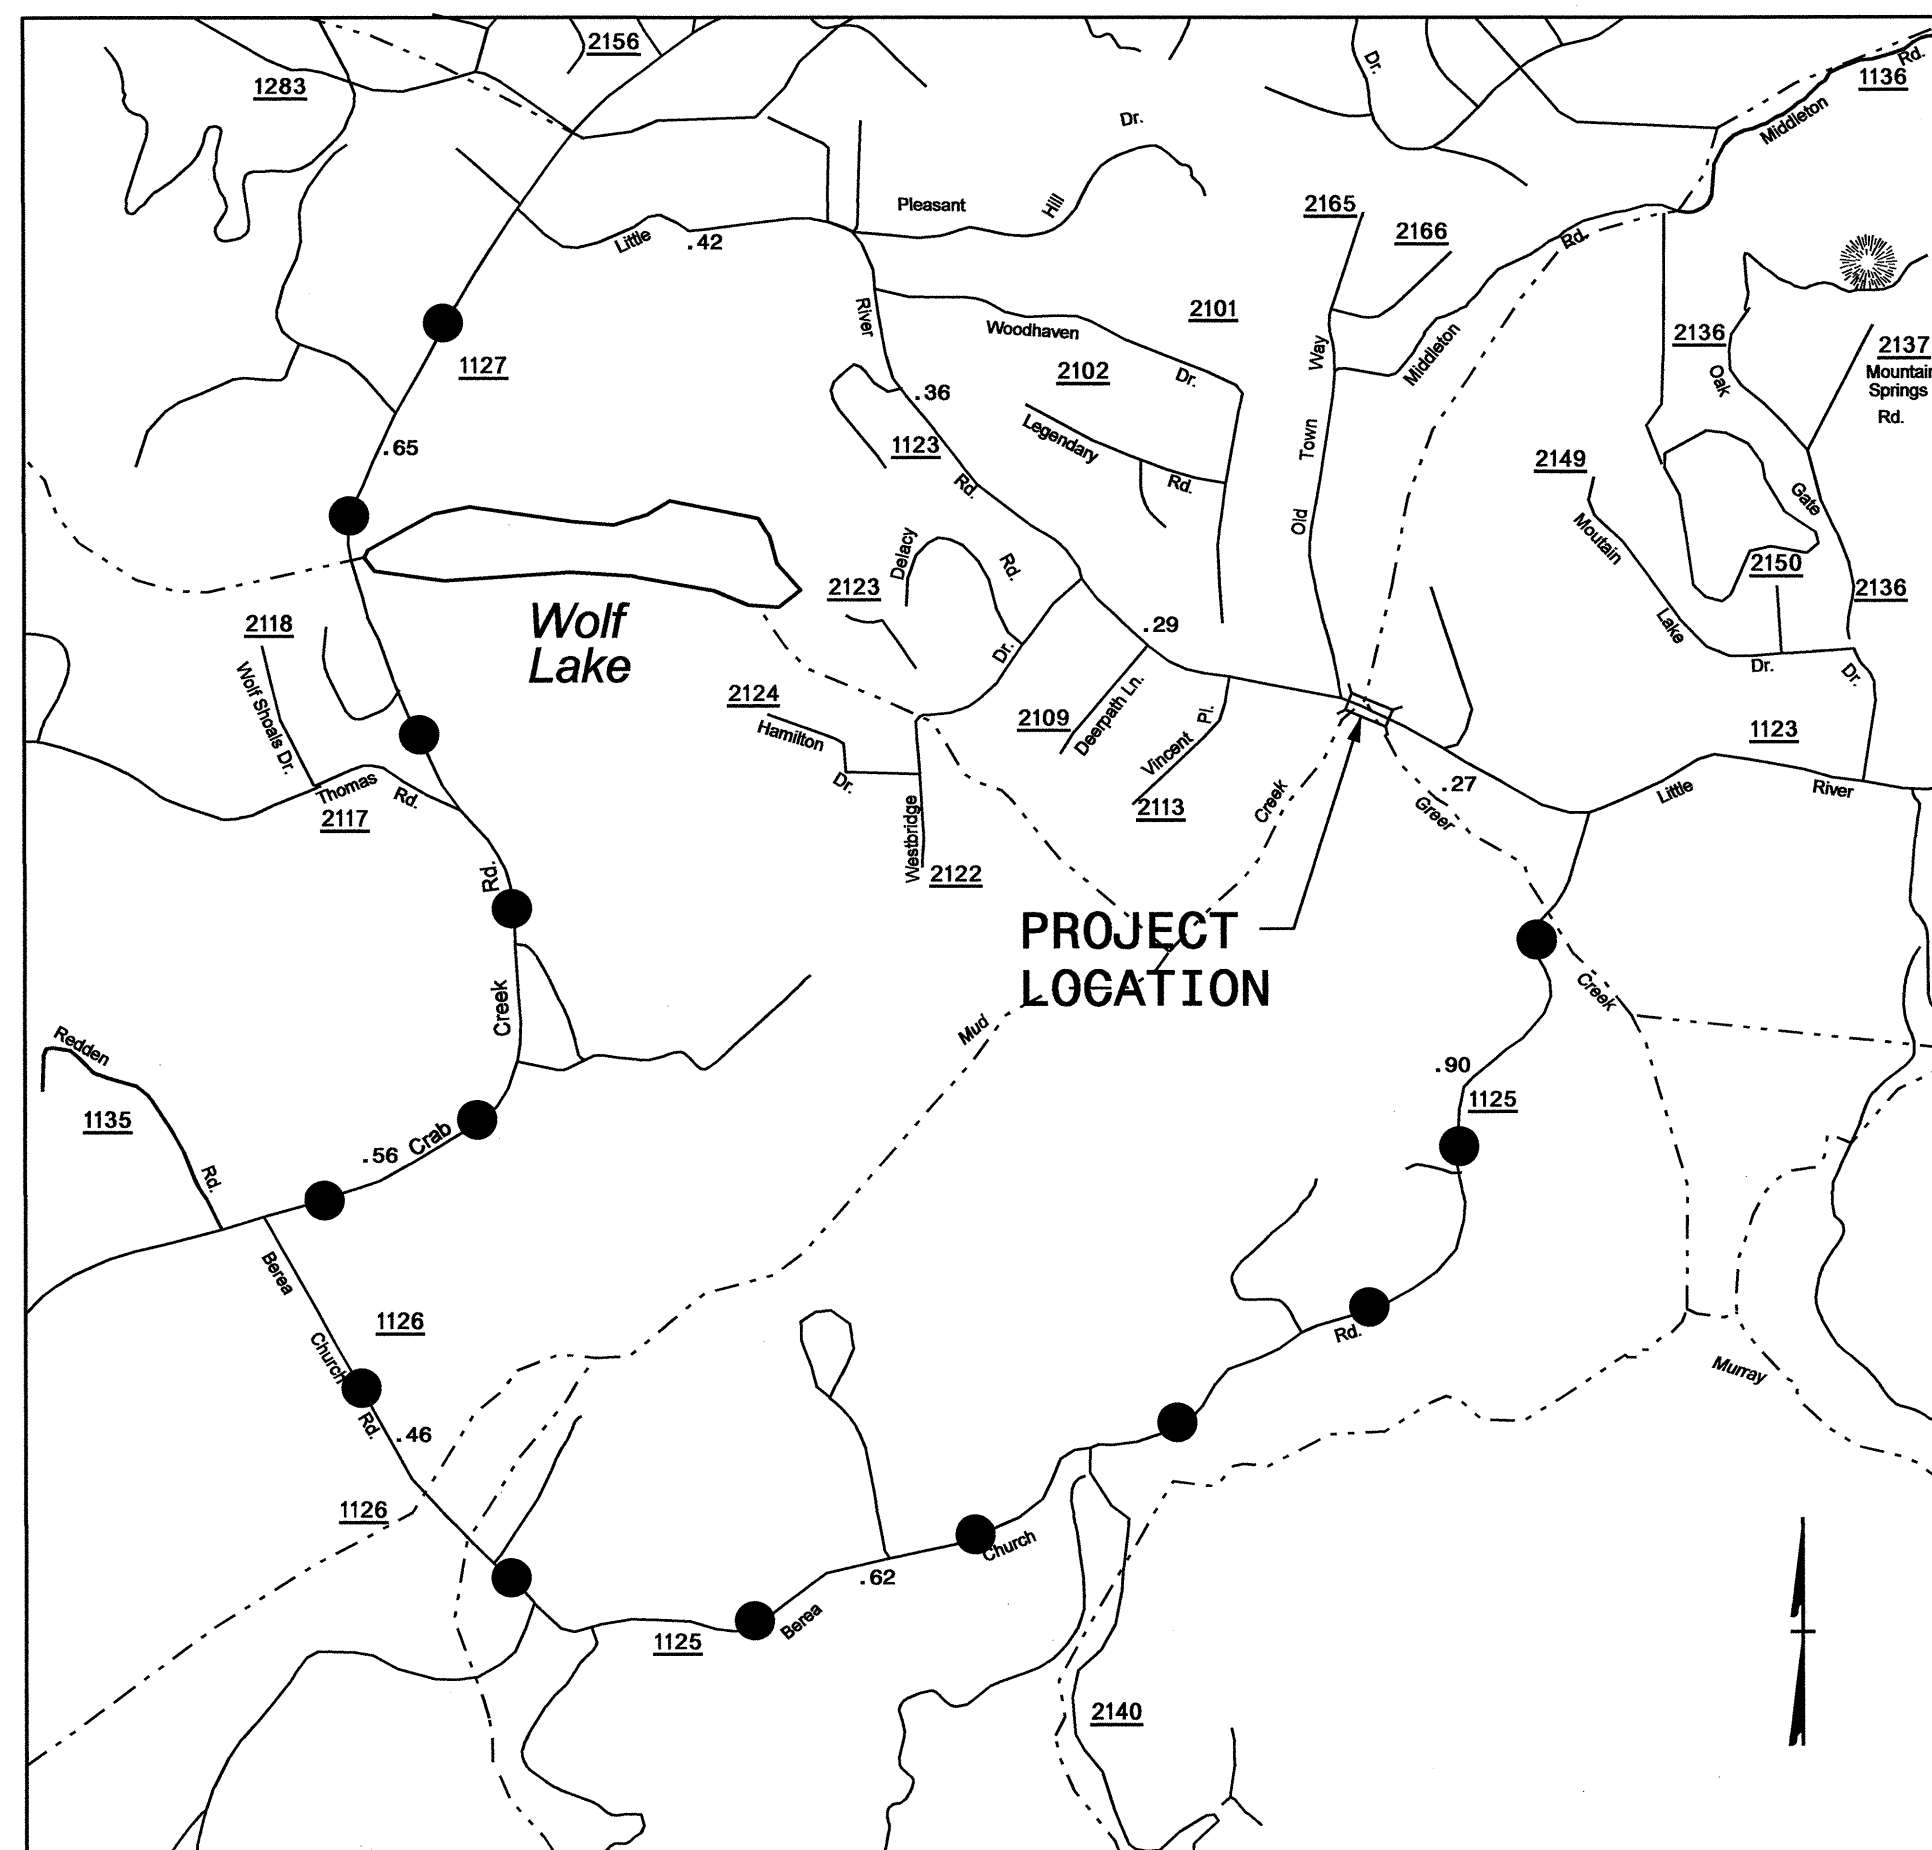 2156
1283
Dr.
Rd.
1136
Middleton
Dr.
Pleasant
Hill
Little
.42
2165
2166
Rd.
River
2101
Woodhaven
Way
Middleton
2136
2137
Mountain
Springs
Rd.
1127
2102
Dr.
Oak
.36
.65
1123
Legendary
Town
2149
Rd.
Rd.
Old
Gate
Moutain
Delacy
Rd.
2123
2150
2136
Wolf
Lake
2118
.29
Lake
Dr.
Dr.
Dr.
Wolf Shoals Dr.
2124
Hamilton
Dr.
2109
Deerpath Ln.
Vincent Pl.
1123
Thomas
Rd.
2117
2113
Creek
.27
Greer
Little
River
Westbridge
2122
Rd.
PROJECT
LOCATION
Creek
Creek
Mud
Redden
.90
1125
1135
Crab
.56
Rd.
Berea
1126
Rd.
Church
Murray
Rd.
.46
1126
Church
.62
Berea
1125
2140